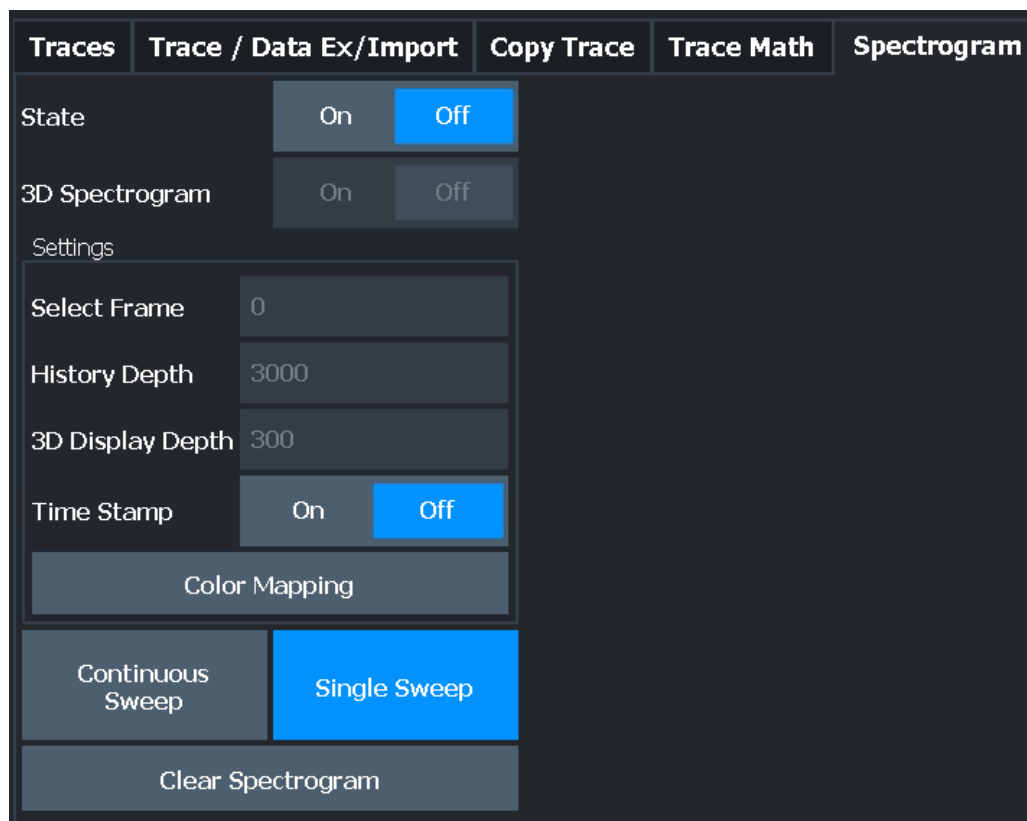 Traces Trace / Data Ex/Import Copy Trace Trace Math Spectrogram
State On Off
3D Spectrogram On Off
Settings
Select Frame 0
History Depth 3000
3D Display Depth 300
Time Stamp On Off
Color Mapping
Continuous
Sweep
Single Sweep
Clear Spectrogram